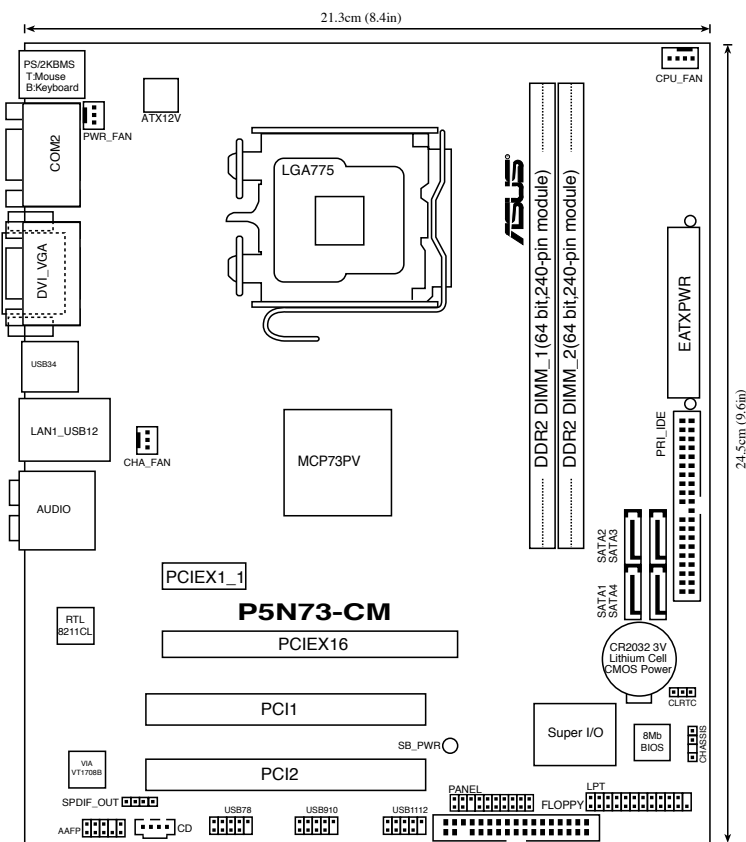 21.3cm (8.4in)
PS/2KBMS
T:Mouse
B:Keyboard
PWR_FAN
ATX12V
CPU_FAN
COM2
LGA775
ASUS
DDR2 DIMM_1(64 bit,240-pin module)
DDR2 DIMM_2(64 bit,240-pin module)
DVI_VGA
EATXPWR
24.5cm (9.6in)
USB34
LAN1_USB12
CHA_FAN
MCP73PV
PRI_IDE
AUDIO
SATA2
SATA3
PCIEX1_1
SATA1
SATA4
P5N73-CM
RTL
8211CL
PCIEX16
CR2032 3V
Lithium Cell
CMOS Power
CLRTC
PCI1
Super I/O
8Mb
BIOS
CHASSIS
SB_PWR
VIA
VT1708B
PCI2
SPDIF_OUT
PANEL
LPT
FLOPPY
USB78
USB910
USB1112
AAFP
CD